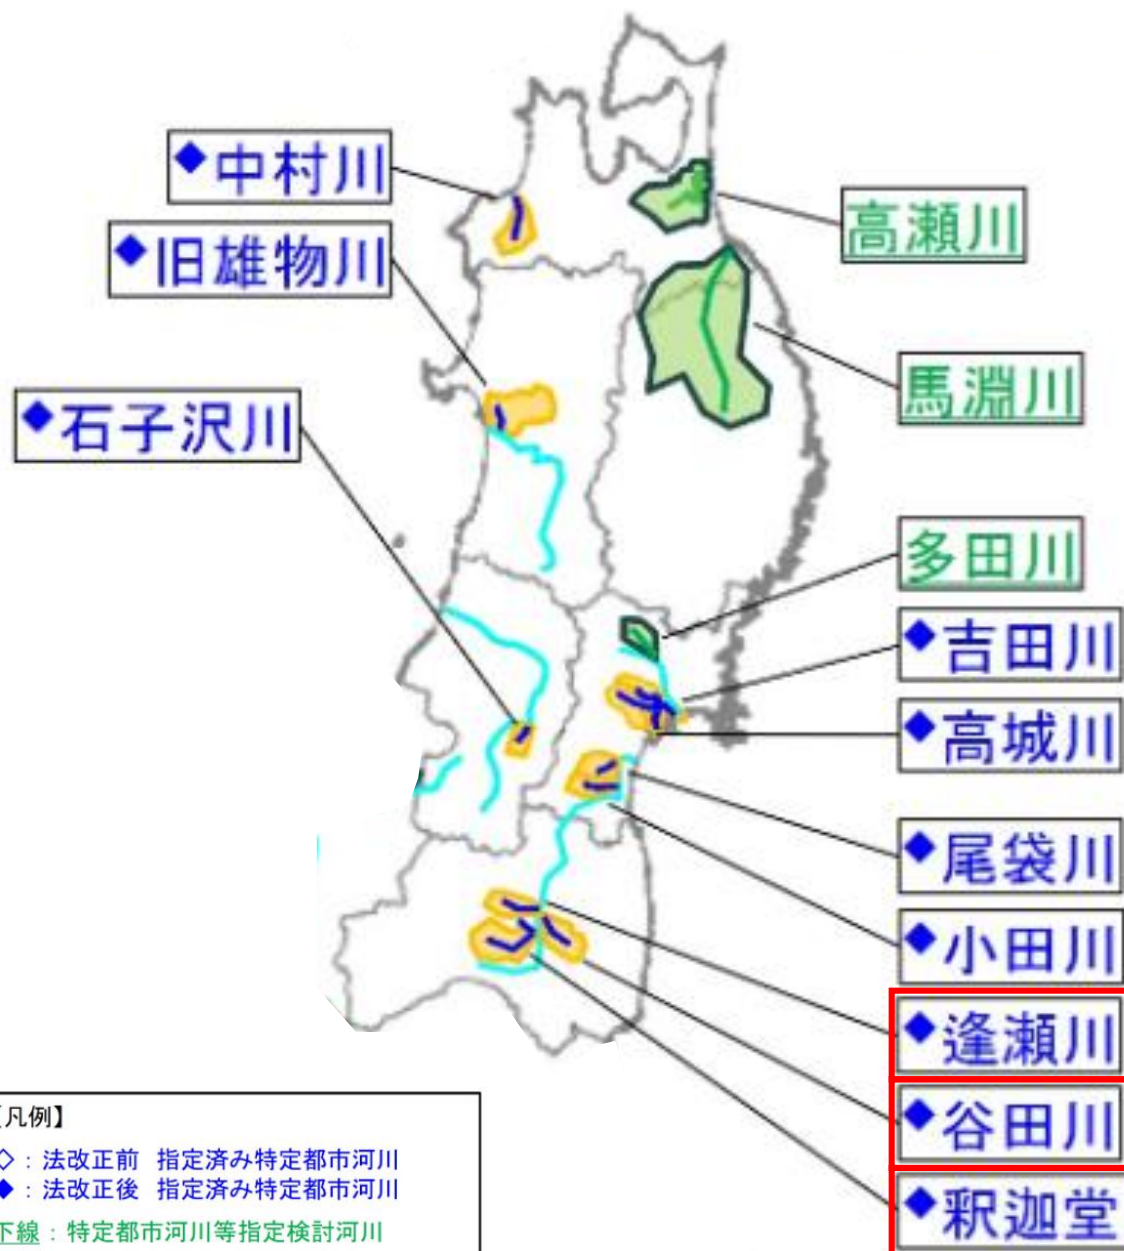 ◆中村川
◆旧雄物川
◆石子沢川
高瀬川
馬淵川
多田川
◆吉田川
◆高城川
◆尾袋川
◆小田川
◆逢瀬川
◆谷田川
◆釈迦堂
凡例】
◇：法改正前 指定済み特定都市河川
◆：法改正後 指定済み特定都市河川
下線：特定都市河川等指定検討河川